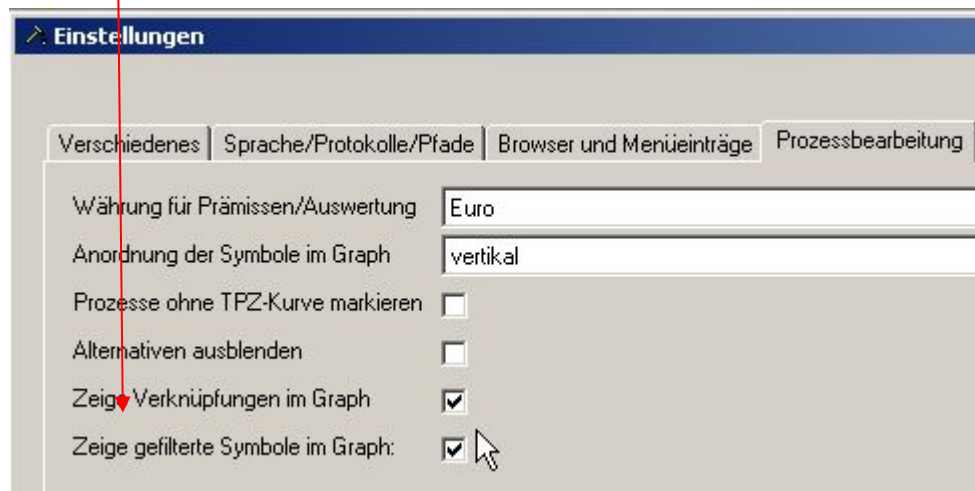 Einstellungen
Verschiedenes Sprache/Protokolle/Pfade Browser und Menüeinträge Prozessbearbeitung
Währung für Prämissen/Auswertung Euro
Anordnung der Symbole im Graph vertikal
Prozesse ohne TPZ-Kurve markieren
Alternativen ausblenden
Zeige Verknüpfungen im Graph
Zeige gefilterte Symbole im Graph: